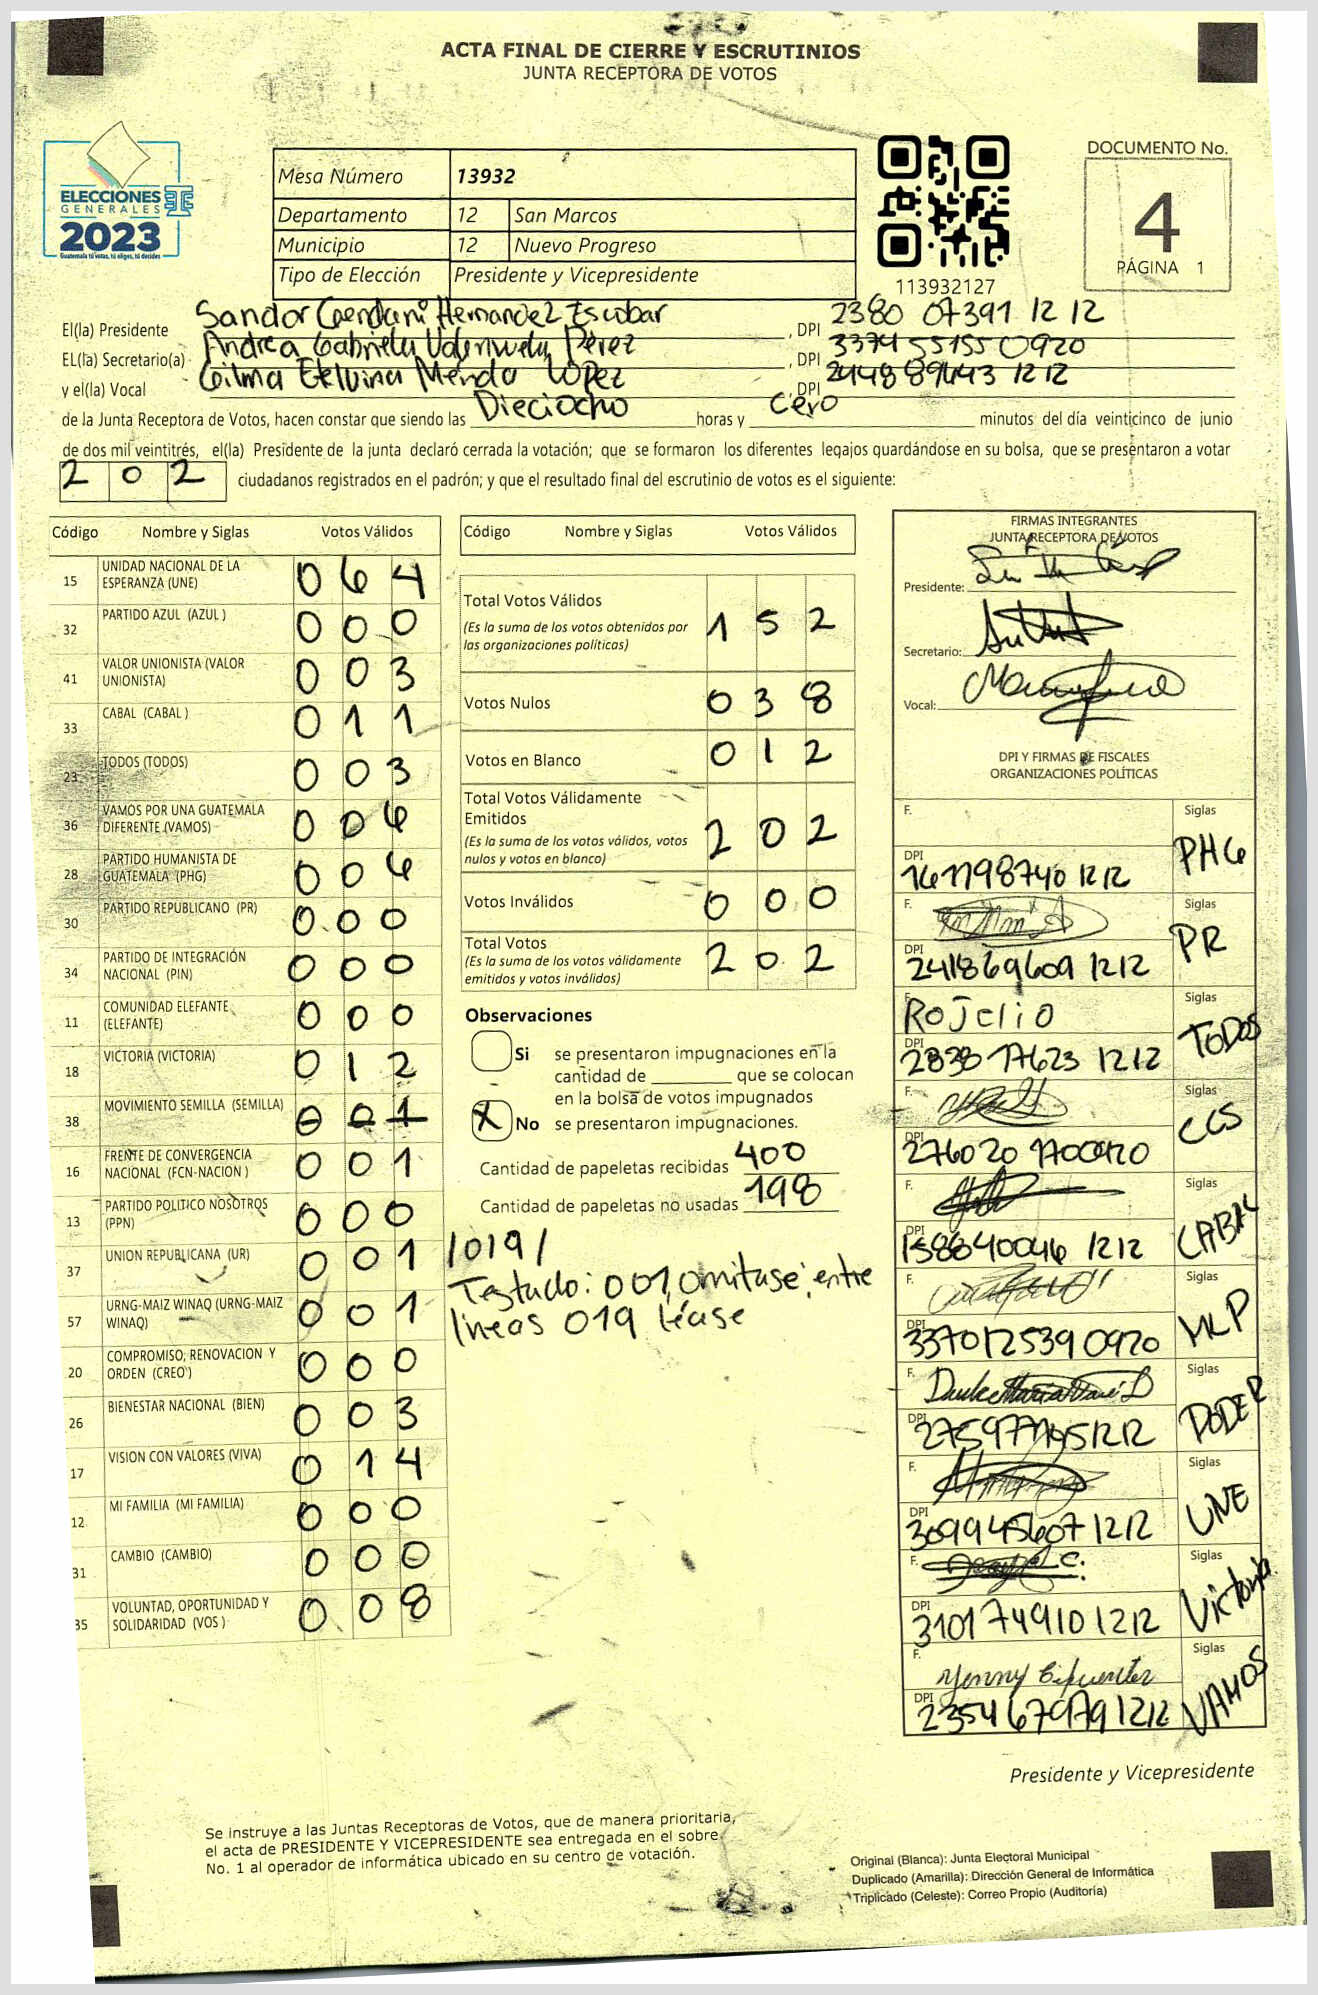 ACTA FINAL DE CIERRE Y ESCRUTINIOS
JUNTA RECEPTORA DE VOTOS
ELECCIONES
GENERALES
2023
Guatemala tú votas, tú eliges, tú decides
Mesa Número 13932
Departamento 12 San Marcos
Municipio 12 Nuevo Progreso
Tipo de Elección Presidente y Vicepresidente
113932127
DOCUMENTO No.
4
PÁGINA 1
El(la) Presidente Sandor Hernandez Escobar , DPI 2380 07391 12 12
EL(la) Secretario(a) Andrea Gabriela Pérez , DPI 3374 55155 0920
y el(la) Vocal López , DPI 2448 89443 12 12
de la Junta Receptora de Votos, hacen constar que siendo las Dieciocho horas y Cero minutos del día veinticinco de junio
de dos mil veintitrés, el(la) Presidente de la junta declaró cerrada la votación; que se formaron los diferentes legajos guardándose en su bolsa, que se presentaron a votar
2 0 2 ciudadanos registrados en el padrón; y que el resultado final del escrutinio de votos es el siguiente:
Código Nombre y Siglas Votos Válidos
15 UNIDAD NACIONAL DE LA ESPERANZA (UNE) 0 6 4
32 PARTIDO AZUL (AZUL ) 0 0 0
41 VALOR UNIONISTA (VALOR UNIONISTA) 0 0 3
33 CABAL (CABAL ) 0 1 1
23 TODOS (TODOS) 0 0 3
36 VAMOS POR UNA GUATEMALA DIFERENTE (VAMOS) 0 0 6
28 PARTIDO HUMANISTA DE GUATEMALA (PHG) 0 0 6
30 PARTIDO REPUBLICANO (PR) 0 0 0
34 PARTIDO DE INTEGRACIÓN NACIONAL (PIN) 0 0 0
11 COMUNIDAD ELEFANTE (ELEFANTE) 0 0 0
18 VICTORIA (VICTORIA) 0 1 2
38 MOVIMIENTO SEMILLA (SEMILLA) 0 0 1
16 FRENTE DE CONVERGENCIA NACIONAL (FCN-NACION ) 0 0 1
13 PARTIDO POLITICO NOSOTROS (PPN) 0 0 0
37 UNION REPUBLICANA (UR) 0 0 1
57 URNG-MAIZ WINAQ (URNG-MAIZ WINAQ) 0 0 1
20 COMPROMISO, RENOVACION Y ORDEN (CREO ) 0 0 0
26 BIENESTAR NACIONAL (BIEN) 0 0 3
17 VISION CON VALORES (VIVA) 0 1 4
12 MI FAMILIA (MI FAMILIA) 0 0 0
31 CAMBIO (CAMBIO) 0 0 0
35 VOLUNTAD, OPORTUNIDAD Y SOLIDARIDAD (VOS ) 0 0 8
Código Nombre y Siglas Votos Válidos
Total Votos Válidos 1 5 2
(Es la suma de los votos obtenidos por
las organizaciones políticas)
Votos Nulos 0 3 8
Votos en Blanco 0 1 2
Total Votos Válidamente
Emitidos 2 0 2
(Es la suma de los votos válidos, votos
nulos y votos en blanco)
Votos Inválidos 0 0 0
Total Votos 2 0 2
(Es la suma de los votos válidamente
emitidos y votos inválidos)
Observaciones
Si se presentaron impugnaciones en la
cantidad de ________ que se colocan
en la bolsa de votos impugnados
X No se presentaron impugnaciones.
Cantidad de papeletas recibidas 400
Cantidad de papeletas no usadas 198
/019/
Testado: 001, omitase, entre
lineas 019 léase
FIRMAS INTEGRANTES
JUNTA RECEPTORA DE VOTOS
Presidente:
Secretario:
Vocal:
DPI Y FIRMAS DE FISCALES
ORGANIZACIONES POLÍTICAS
F. Siglas
DPI 161198740 1212 PHG
F. Siglas
DPI 241869609 1212 PR
F. Rojelio Siglas
DPI 2838 17623 1212 TODOS
F. Siglas
DPI
F. Siglas
DPI 158840046 1212 CABAL
F. Siglas
DPI 337012539 0920 MLP
F. Siglas
DPI PODER
F. Siglas
DPI 309945607 1212 UNE
F. Siglas
DPI 310174910 1212 Victoria
F. Yenny Cifuentes Siglas
DPI 2354 67979 1212 VAMOS
Presidente y Vicepresidente
Se instruye a las Juntas Receptoras de Votos, que de manera prioritaria,
el acta de PRESIDENTE Y VICEPRESIDENTE sea entregada en el sobre
No. 1 al operador de informática ubicado en su centro de votación.
Original (Blanca): Junta Electoral Municipal
Duplicado (Amarilla): Dirección General de Informática
Triplicado (Celeste): Correo Propio (Auditoría)